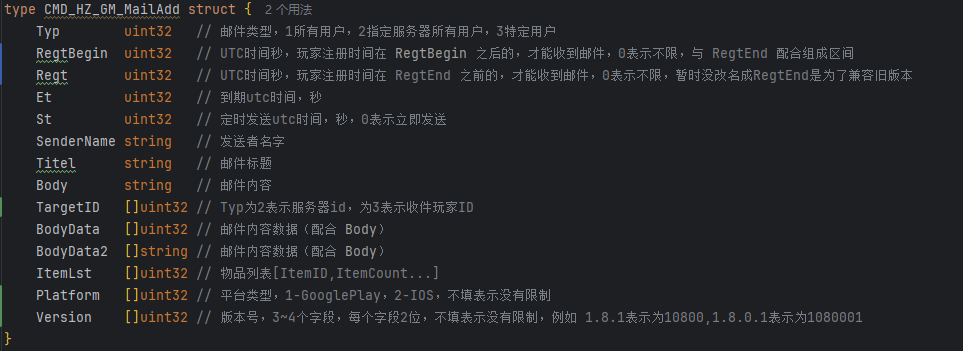 type CMD_HZ_GM_MailAdd struct { 2 个用法
Typ uint32 // 邮件类型，1所有用户，2指定服务器所有用户，3特定用户
RegtBegin uint32 // UTC时间秒，玩家注册时间在 RegtBegin 之后的，才能收到邮件，0表示不限，与 RegtEnd 配合组成区间
Regt uint32 // UTC时间秒，玩家注册时间在 RegtEnd 之前的，才能收到邮件，0表示不限，暂时没改名成RegtEnd是为了兼容旧版本
Et uint32 // 到期utc时间，秒
St uint32 // 定时发送utc时间，秒，0表示立即发送
SenderName string // 发送者名字
Titel string // 邮件标题
Body string // 邮件内容
TargetID []uint32 // Typ为2表示服务器id，为3表示收件玩家ID
BodyData []uint32 // 邮件内容数据（配合 Body）
BodyData2 []string // 邮件内容数据（配合 Body）
ItemLst []uint32 // 物品列表[ItemID,ItemCount...]
Platform []uint32 // 平台类型，1-GooglePlay，2-IOS，不填表示没有限制
Version []uint32 // 版本号，3~4个字段，每个字段2位，不填表示没有限制，例如 1.8.1表示为10800,1.8.0.1表示为1080001
}